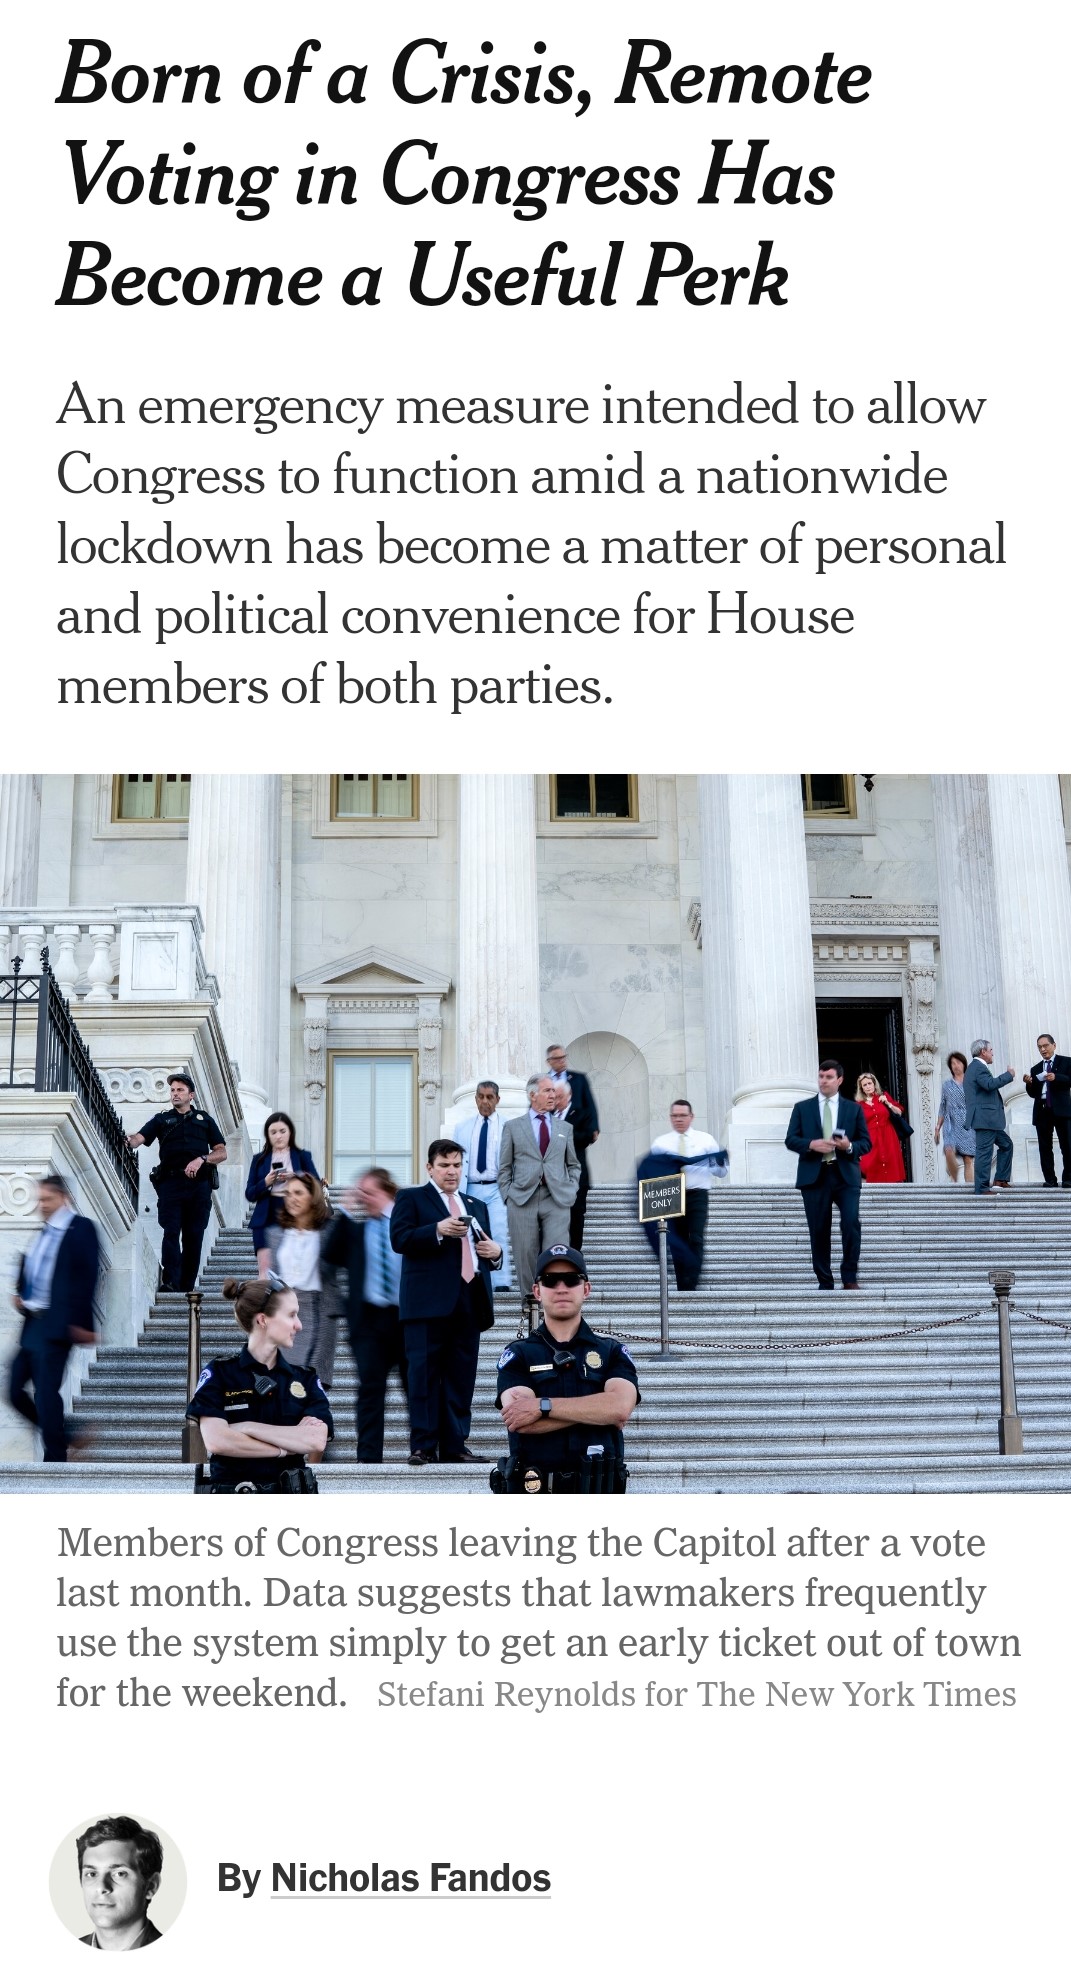 Born of a Crisis, Remote
Voting in Congress Has
Become a Useful Perk
An emergency measure intended to allow
Congress to function amid a nationwide
lockdown has become a matter of personal
and political convenience for House
members of both parties.
MEMBERS
ONLY
Members of Congress leaving the Capitol after a vote
last month. Data suggests that lawmakers frequently
use the system simply to get an early ticket out of town
for the weekend. Stefani Reynolds for The New York Times
By Nicholas Fandos